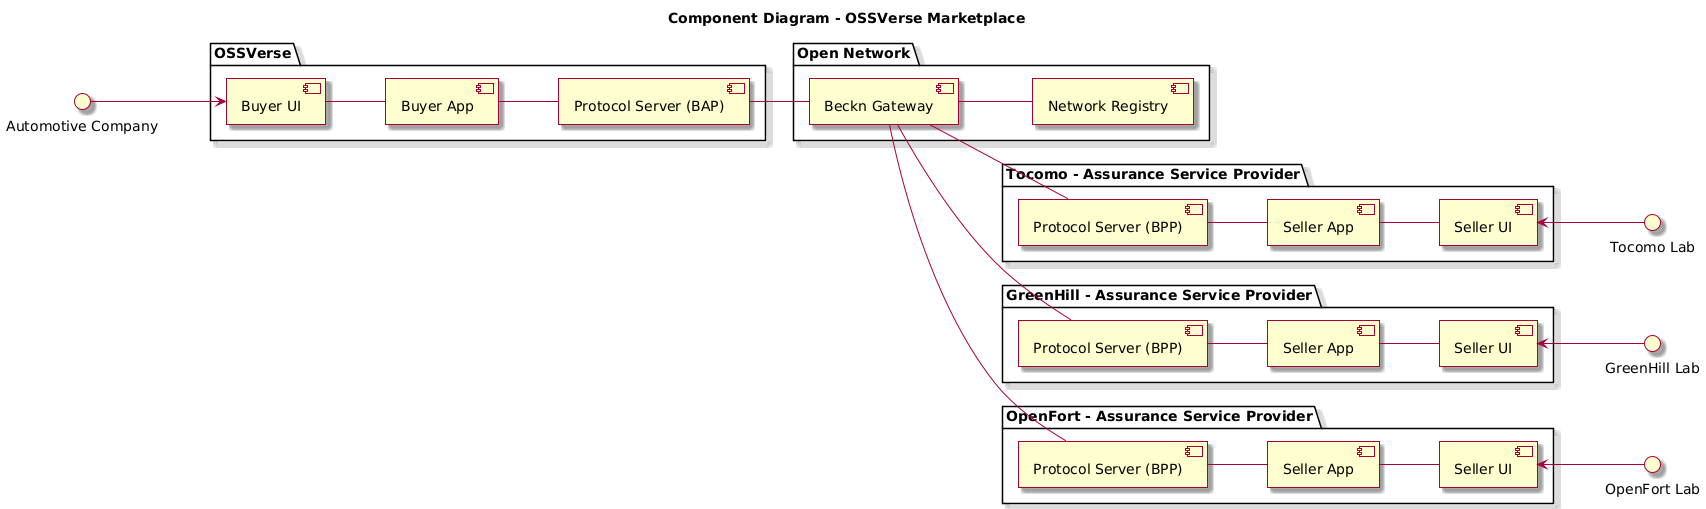 Component Diagram - OSSVerse Marketplace
OSSVerse
Open Network
Buyer UI
Buyer App
Protocol Server (BAP)
Beckn Gateway
Network Registry
Automotive Company
Tocomo - Assurance Service Provider
Protocol Server (BPP)
Seller App
Seller UI
Tocomo Lab
GreenHill - Assurance Service Provider
Protocol Server (BPP)
Seller App
Seller UI
GreenHill Lab
OpenFort - Assurance Service Provider
Protocol Server (BPP)
Seller App
Seller UI
OpenFort Lab